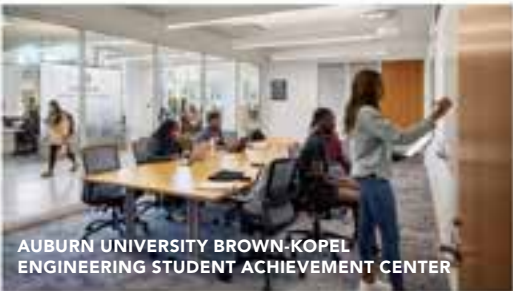 AUBURN UNIVERSITY BROWN-KOPEL
ENGINEERING STUDENT ACHIEVEMENT CENTER